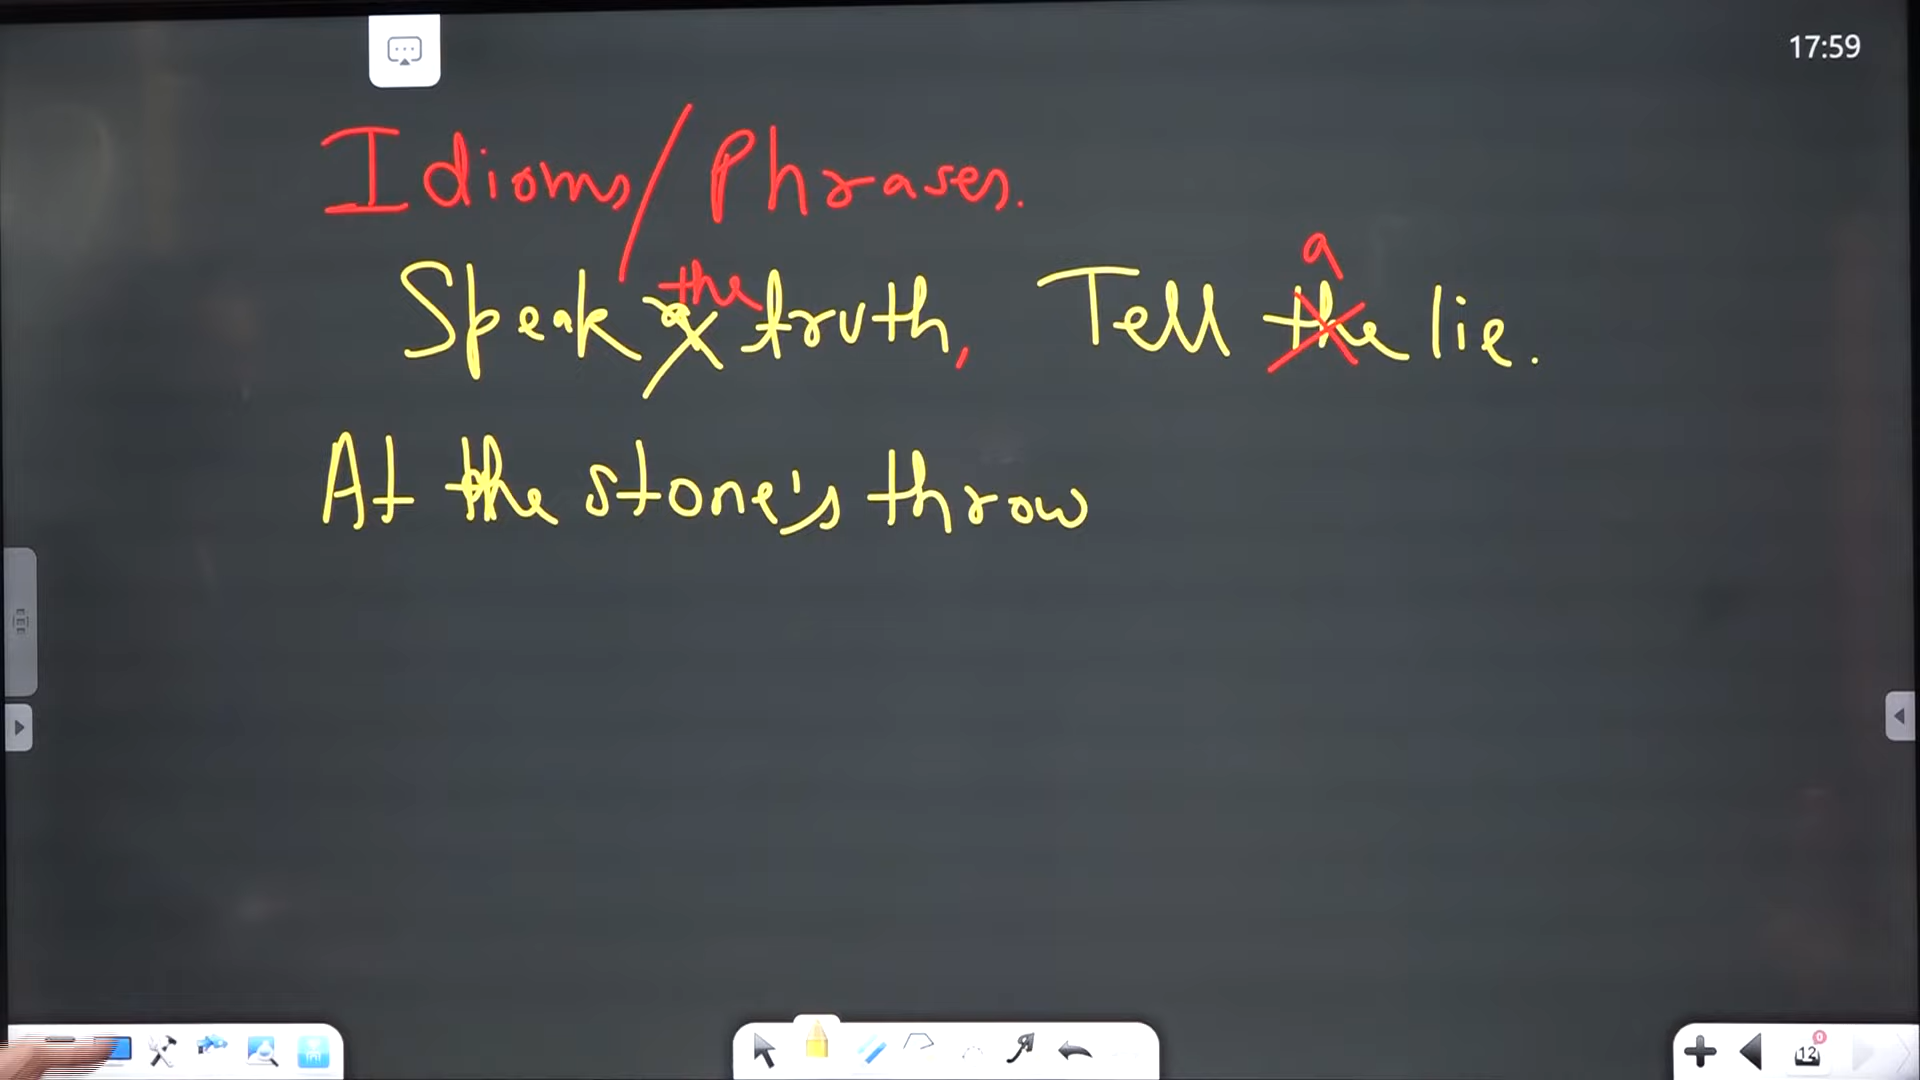 17:59
Idioms/Phrases.
the a
Speak a truth, Tell the lie.
At the stone's throw
12